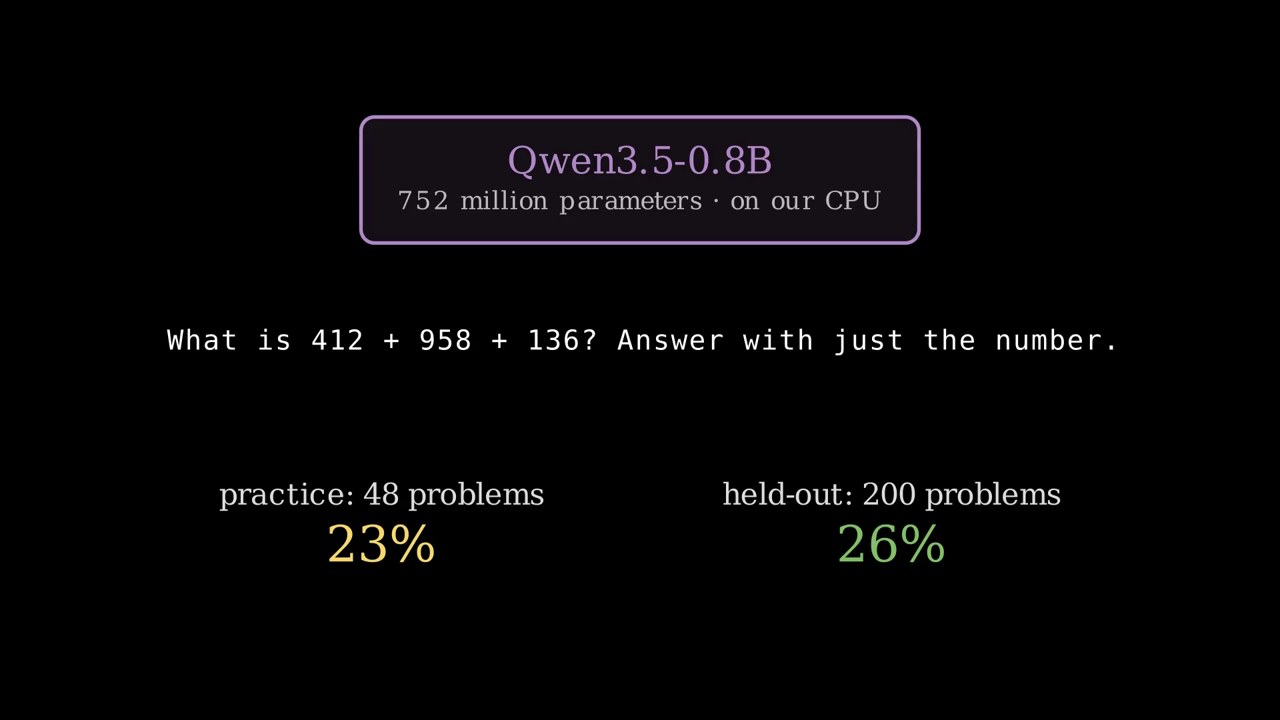 Qwen3.5-0.8B
752 million parameters · on our CPU
What is 412 + 958 + 136? Answer with just the number.
practice: 48 problems
23%
held-out: 200 problems
26%